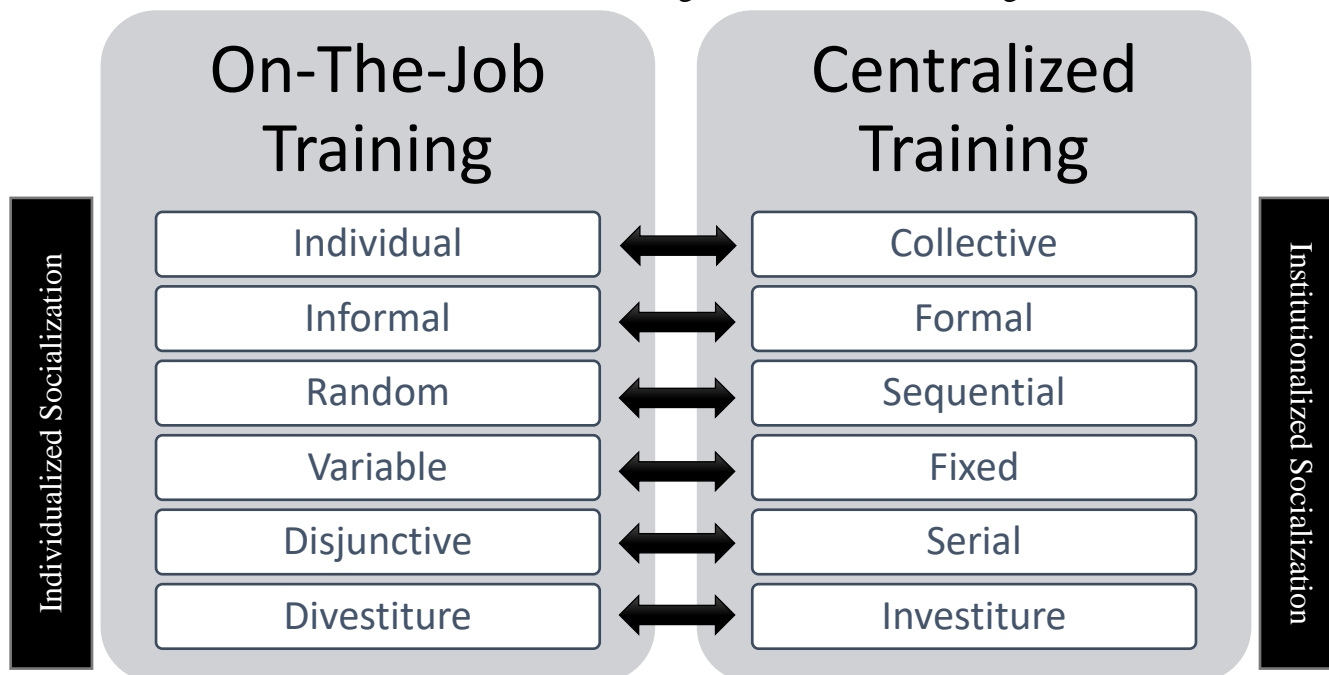 On-The-Job
Training
Centralized
Training
Individualized Socialization
Individual
Collective
Informal
Formal
Random
Sequential
Variable
Fixed
Disjunctive
Serial
Divestiture
Investiture
Institutionalized Socialization